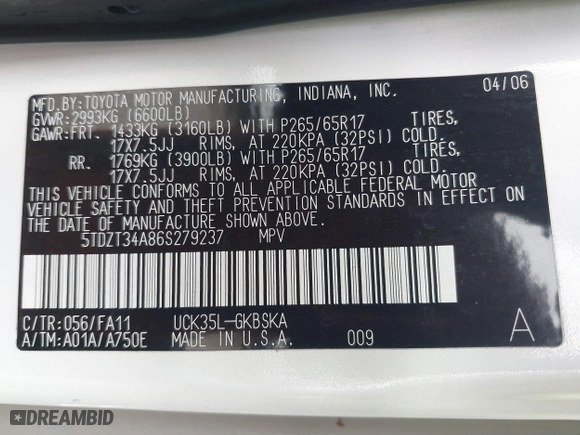 04/06
MFD.BY:TOYOTA MOTOR MANUFACTURING, INDIANA, INC.
GVWR:2993KG (6600LB)
GAWR:FRT. 1433KG (3160LB) WITH P265/65R17 TIRES,
17X7.5JJ RIMS, AT 220KPA (32PSI) COLD.
RR. 1769KG (3900LB) WITH P265/65R17 TIRES,
17X7.5JJ RIMS, AT 220KPA (32PSI) COLD.
THIS VEHICLE CONFORMS TO ALL APPLICABLE FEDERAL MOTOR
VEHICLE SAFETY AND THEFT PREVENTION STANDARDS IN EFFECT ON
THE DATE OF MANUFACTURE SHOWN ABOVE.
5TDZT34A86S279237 MPV
C/TR:056/FA11 UCK35L-GKBSKA
A/TM:A01A/A750E MADE IN U.S.A. 009 A
DREAMBID